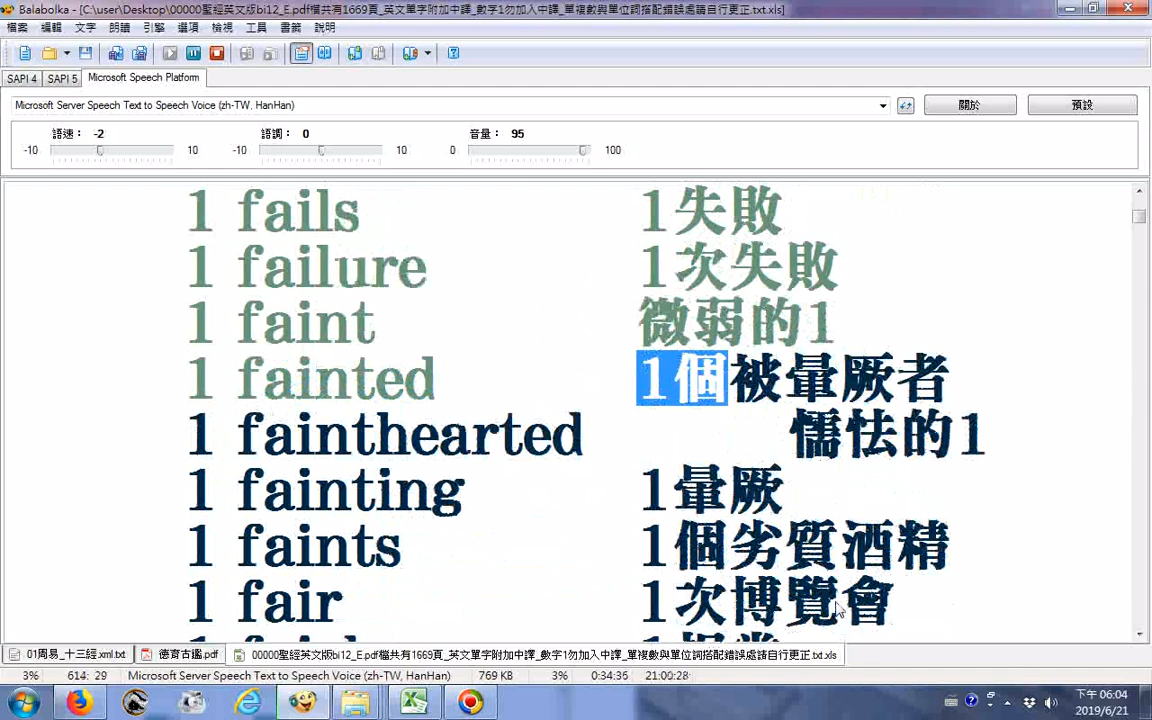 Balabolka - [C:\user\Desktop\00000聖經英文版bi12_E.pdf檔共有1669頁_英文單字附加中譯_數字1勿加入中譯_單複數與單位詞搭配錯誤處請自行更正.txt.xls]
檔案 編輯 文字 朗讀 引擎 選項 檢視 工具 書籤 說明
SAPI 4 SAPI 5 Microsoft Speech Platform
Microsoft Server Speech Text to Speech Voice (zh-TW, HanHan) 關於 預設
語速： -2 語調： 0 音量： 95
-10 10 -10 10 0 100
1 fails 1失敗
1 failure 1次失敗
1 faint 微弱的1
1 fainted 1個被暈厥者
1 fainthearted 懦怯的1
1 fainting 1暈厥
1 faints 1個劣質酒精
1 fair 1次博覽會
01周易_十三經.xml.txt 德育古鑑.pdf 00000聖經英文版bi12_E.pdf檔共有1669頁_英文單字附加中譯_數字1勿加入中譯_單複數與單位詞搭配錯誤處請自行更正.txt.xls
3% 614: 29 Microsoft Server Speech Text to Speech Voice (zh-TW, HanHan) 769 KB 3% 0:34:36 21:00:28
下午 06:04
2019/6/21